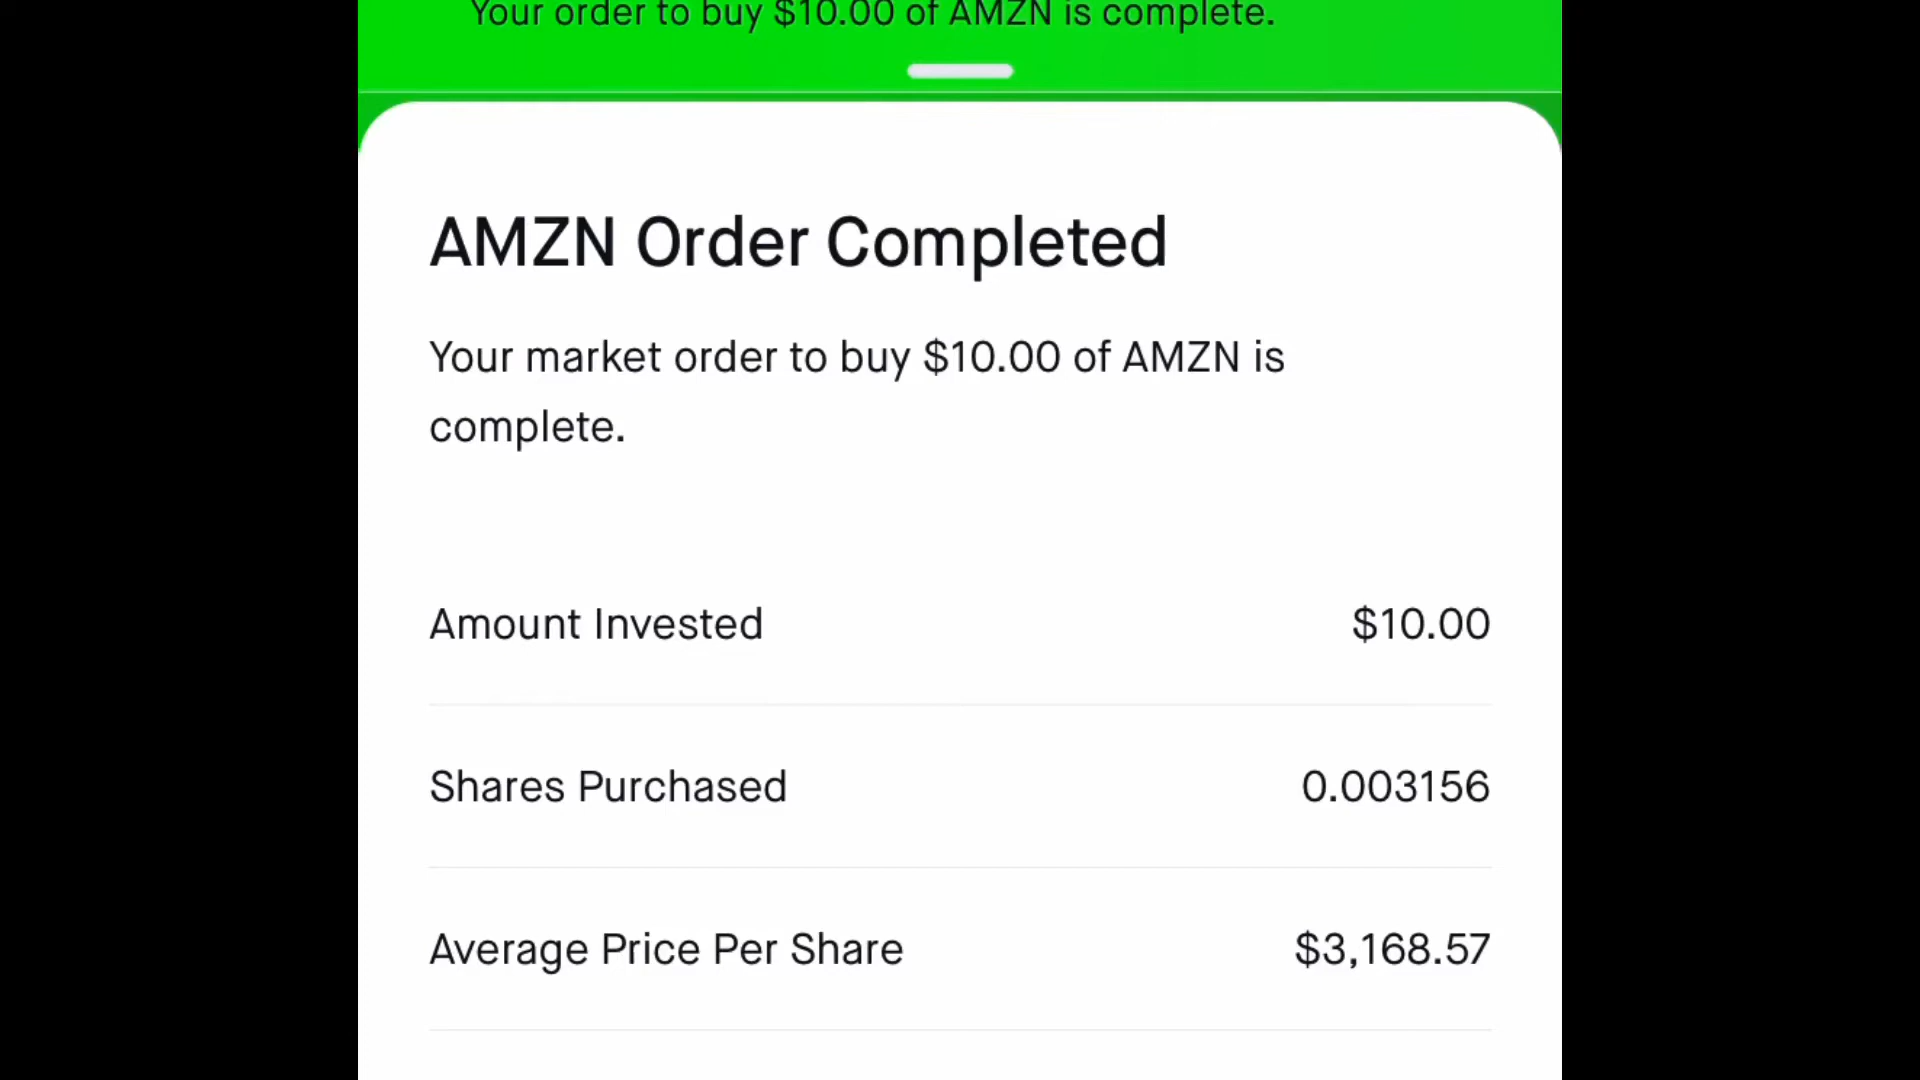 Your order to buy $10.00 of AMZN is complete.
AMZN Order Completed
Your market order to buy $10.00 of AMZN is
complete.
Amount Invested $10.00
Shares Purchased 0.003156
Average Price Per Share $3,168.57